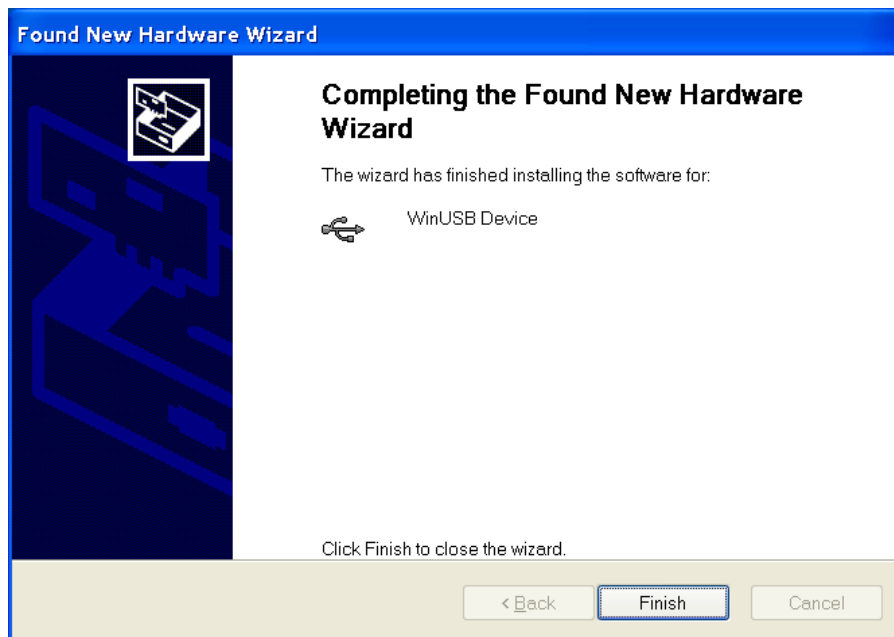 Found New Hardware Wizard
Completing the Found New Hardware
Wizard
The wizard has finished installing the software for:
WinUSB Device
Click Finish to close the wizard.
< Back
Finish
Cancel